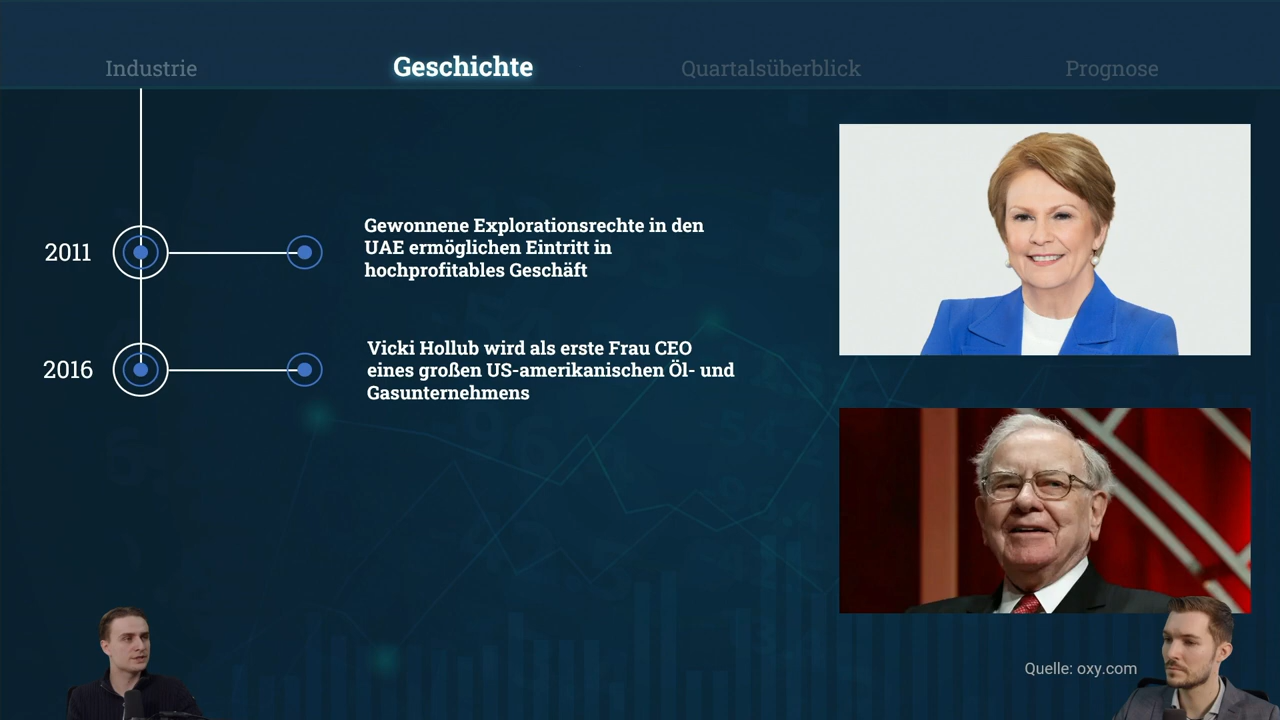 Industrie
Geschichte
Quartalsüberblick
Prognose
2011
Gewonnene Explorationsrechte in den
UAE ermöglichen Eintritt in
hochprofitables Geschäft
2016
Vicki Hollub wird als erste Frau CEO
eines großen US-amerikanischen Öl- und
Gasunternehmens
Quelle: oxy.com